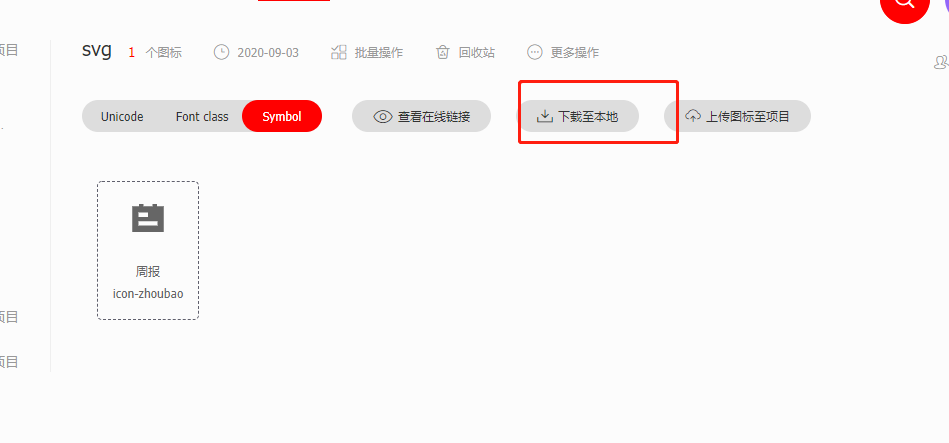 项目
svg 1 个图标 2020-09-03 批量操作 回收站 更多操作
Unicode Font class Symbol 查看在线链接 下载至本地 上传图标至项目
周报
icon-zhoubao
项目
项目